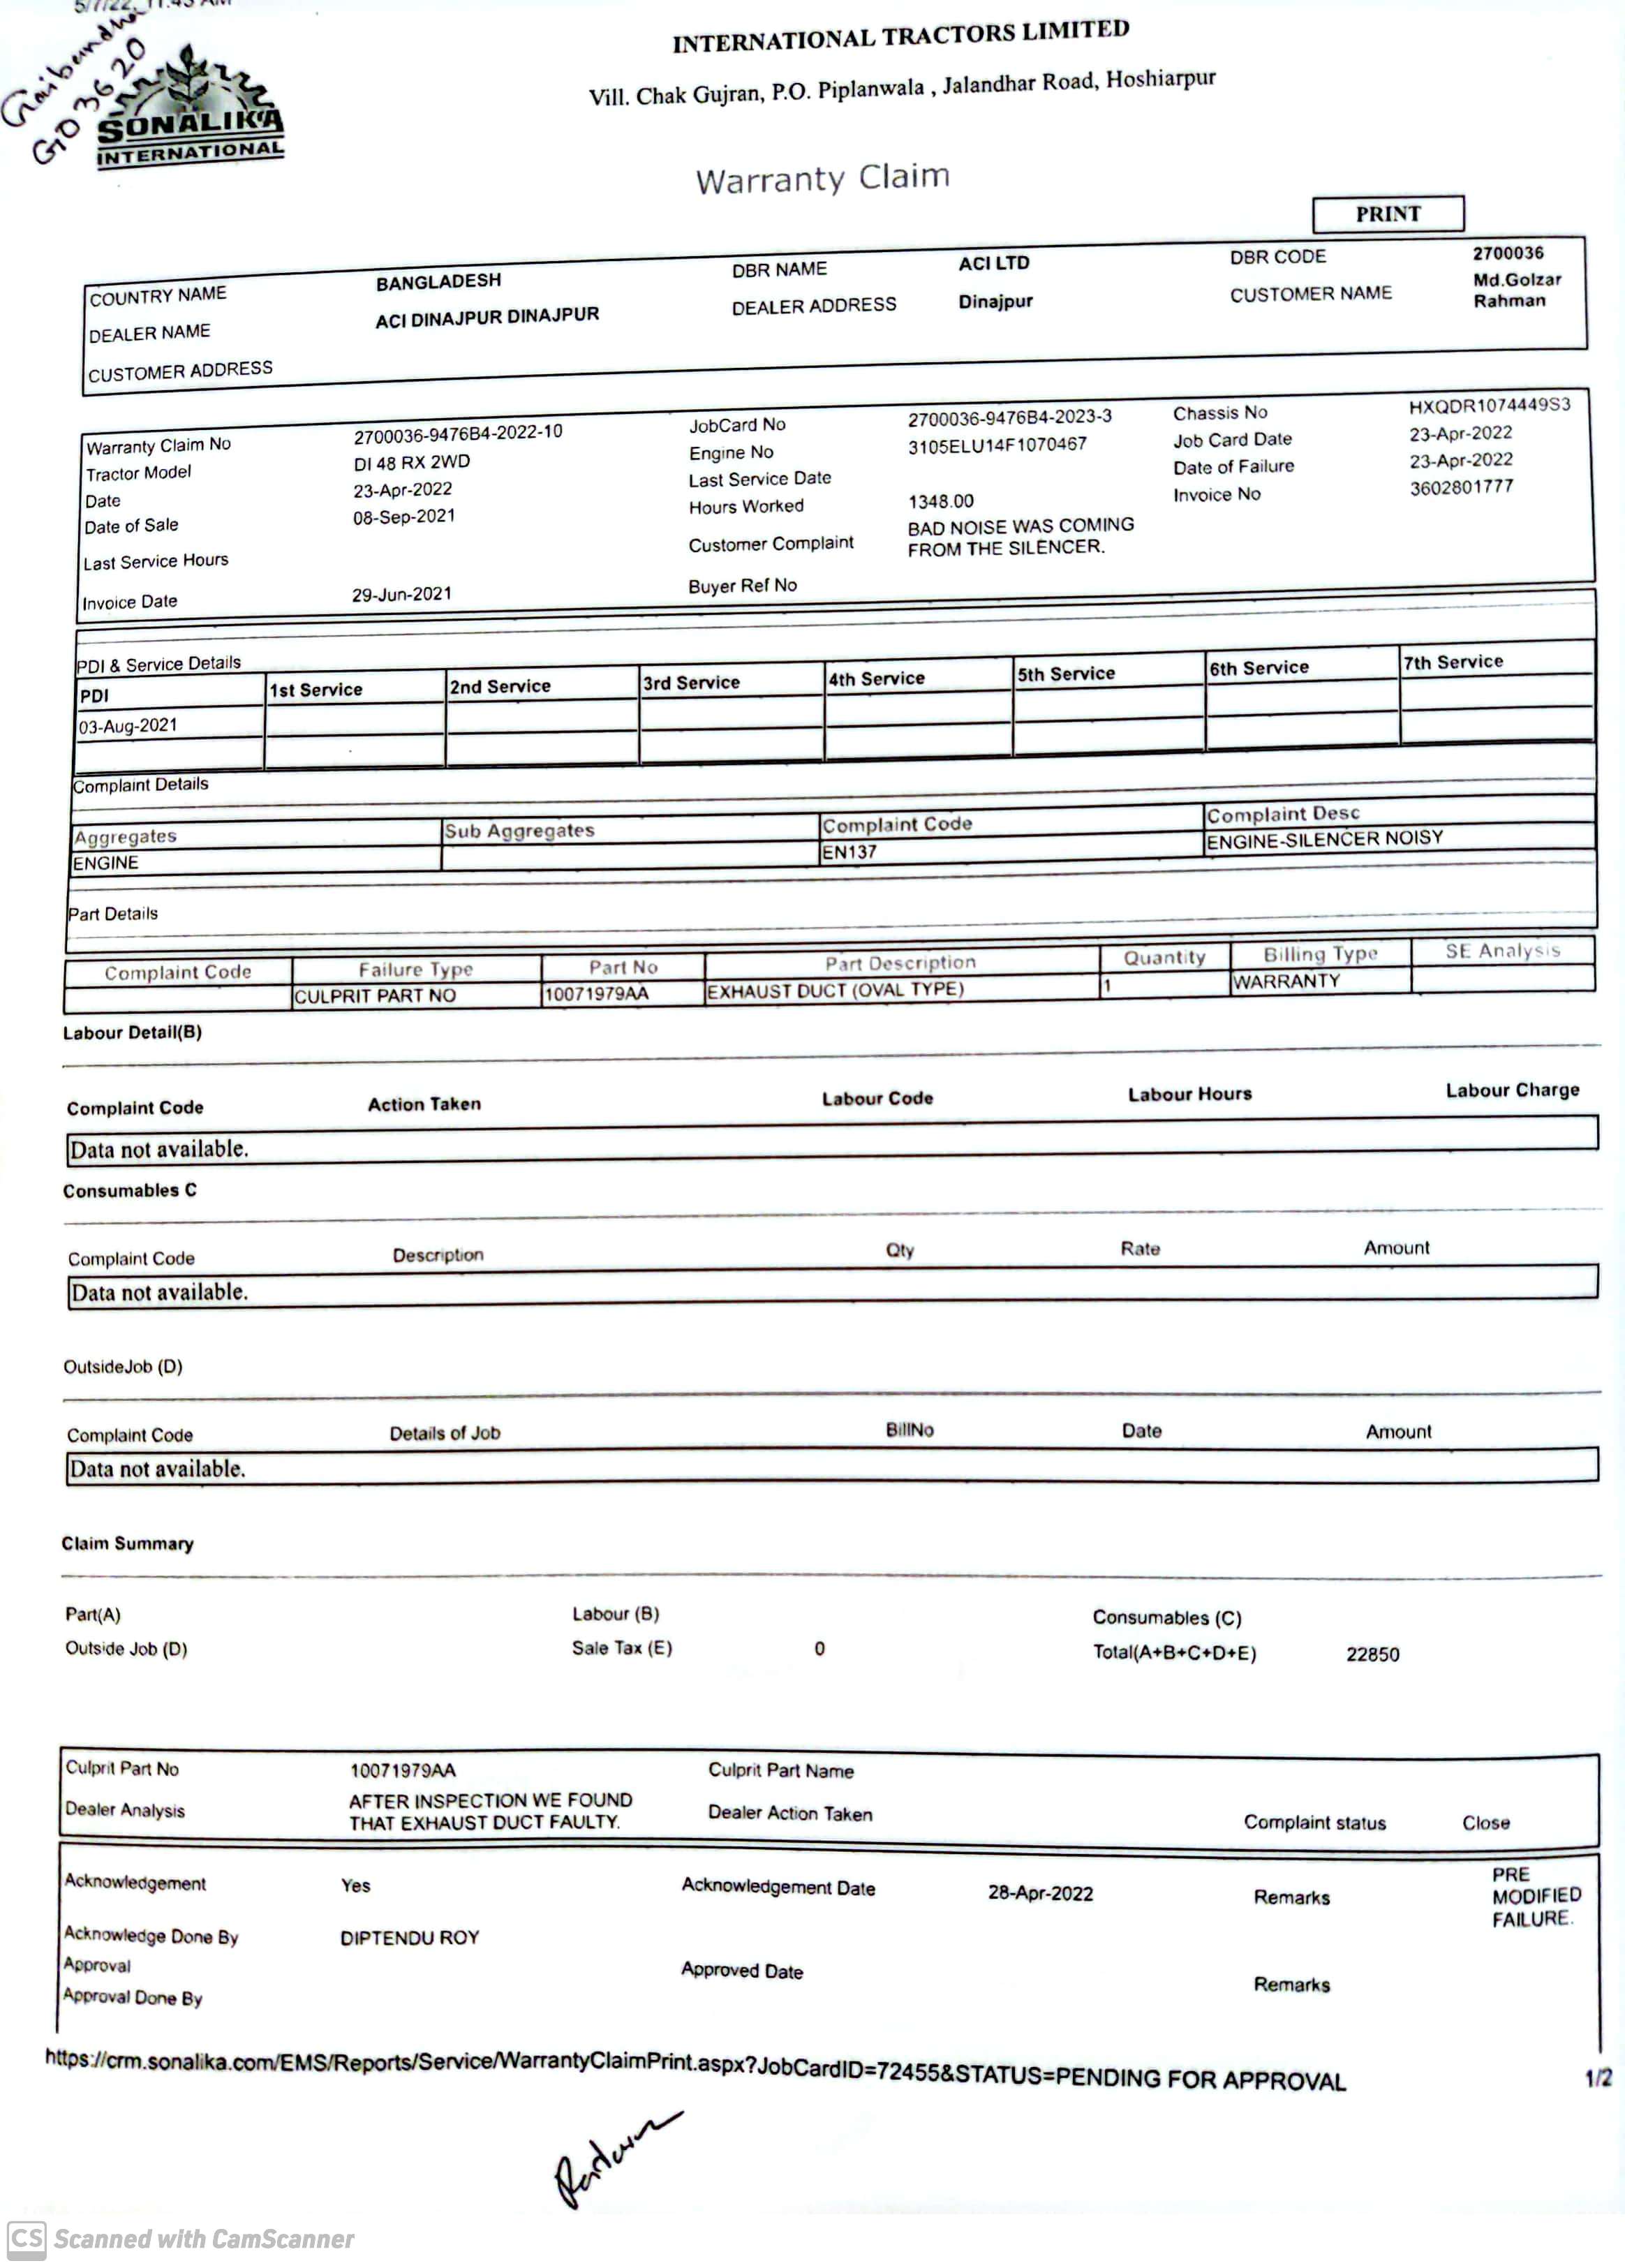 5/7/22, 11:43 AM
Gaibandha
GO 36 20
SONALIKA
INTERNATIONAL
INTERNATIONAL TRACTORS LIMITED
Vill. Chak Gujran, P.O. Piplanwala , Jalandhar Road, Hoshiarpur
Warranty Claim
PRINT
COUNTRY NAME BANGLADESH DBR NAME ACI LTD DBR CODE 2700036
DEALER NAME ACI DINAJPUR DINAJPUR DEALER ADDRESS Dinajpur CUSTOMER NAME Md.Golzar Rahman
CUSTOMER ADDRESS
Warranty Claim No 2700036-9476B4-2022-10 JobCard No 2700036-9476B4-2023-3 Chassis No HXQDR1074449S3
Tractor Model DI 48 RX 2WD Engine No 3105ELU14F1070467 Job Card Date 23-Apr-2022
Date 23-Apr-2022 Last Service Date Date of Failure 23-Apr-2022
Date of Sale 08-Sep-2021 Hours Worked 1348.00 Invoice No 3602801777
Last Service Hours Customer Complaint BAD NOISE WAS COMING
FROM THE SILENCER.
Invoice Date 29-Jun-2021 Buyer Ref No
PDI & Service Details
PDI 1st Service 2nd Service 3rd Service 4th Service 5th Service 6th Service 7th Service
03-Aug-2021
Complaint Details
Aggregates Sub Aggregates Complaint Code Complaint Desc
ENGINE EN137 ENGINE-SILENCER NOISY
Part Details
Complaint Code Failure Type Part No Part Description Quantity Billing Type SE Analysis
CULPRIT PART NO 10071979AA EXHAUST DUCT (OVAL TYPE) 1 WARRANTY
Labour Detail(B)
Complaint Code Action Taken Labour Code Labour Hours Labour Charge
Data not available.
Consumables C
Complaint Code Description Qty Rate Amount
Data not available.
OutsideJob (D)
Complaint Code Details of Job BillNo Date Amount
Data not available.
Claim Summary
Part(A) Labour (B) Consumables (C)
Outside Job (D) Sale Tax (E) 0 Total(A+B+C+D+E) 22850
Culprit Part No 10071979AA Culprit Part Name
Dealer Analysis AFTER INSPECTION WE FOUND
THAT EXHAUST DUCT FAULTY. Dealer Action Taken Complaint status Close
Acknowledgement Yes Acknowledgement Date 28-Apr-2022 Remarks PRE
MODIFIED
FAILURE.
Acknowledge Done By DIPTENDU ROY
Approval Approved Date Remarks
Approval Done By
https://crm.sonalika.com/EMS/Reports/Service/WarrantyClaimPrint.aspx?JobCardID=72455&STATUS=PENDING FOR APPROVAL 1/2
CS Scanned with CamScanner